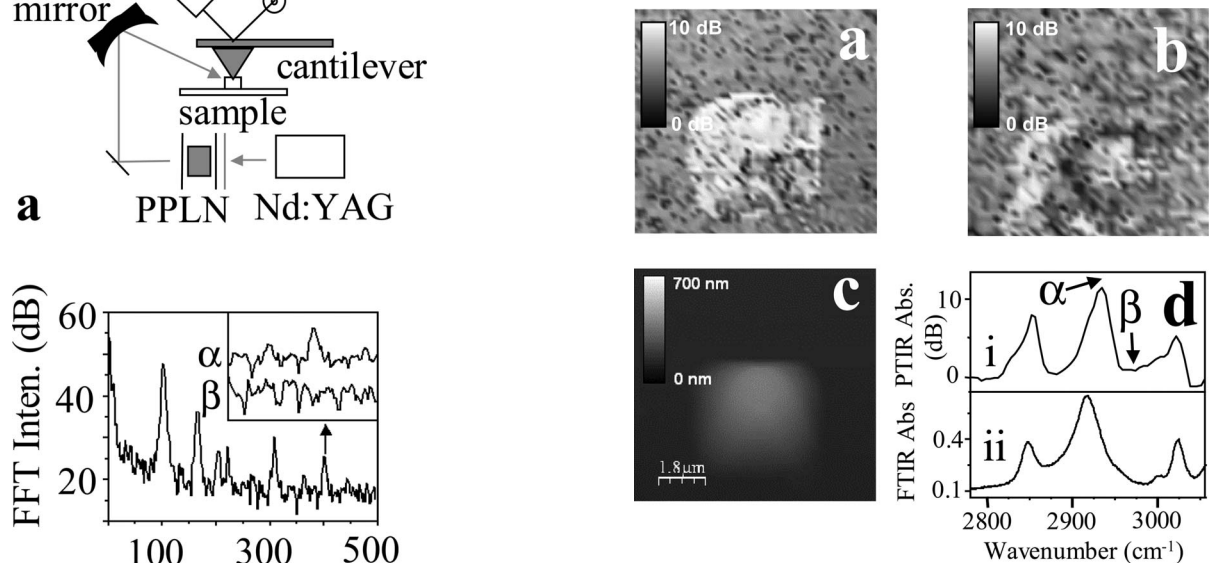 mirror
cantilever
sample
a
PPLN Nd:YAG
FFT Inten. (dB)
60
40
20
100 300 500
α
β
10 dB
0 dB
a
10 dB
0 dB
b
700 nm
0 nm
c
1.8µm
PTIR Abs.
(dB)
10
0
α
β
d
i
FTIR Abs
0.4
0.1
ii
2800 2900 3000
Wavenumber (cm⁻¹)